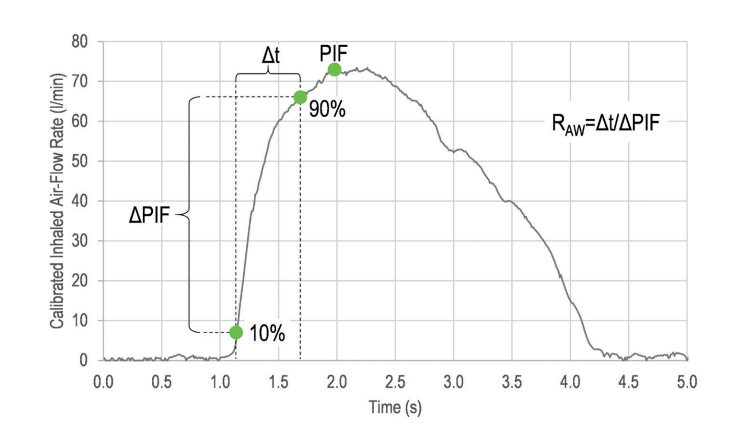 80
70
60
50
40
30
20
10
0
Calibrated Inhaled Air-Flow Rate (l/min)
Δt
PIF
90%
R_AW=Δt/ΔPIF
ΔPIF
10%
0.0 0.5 1.0 1.5 2.0 2.5 3.0 3.5 4.0 4.5 5.0
Time (s)